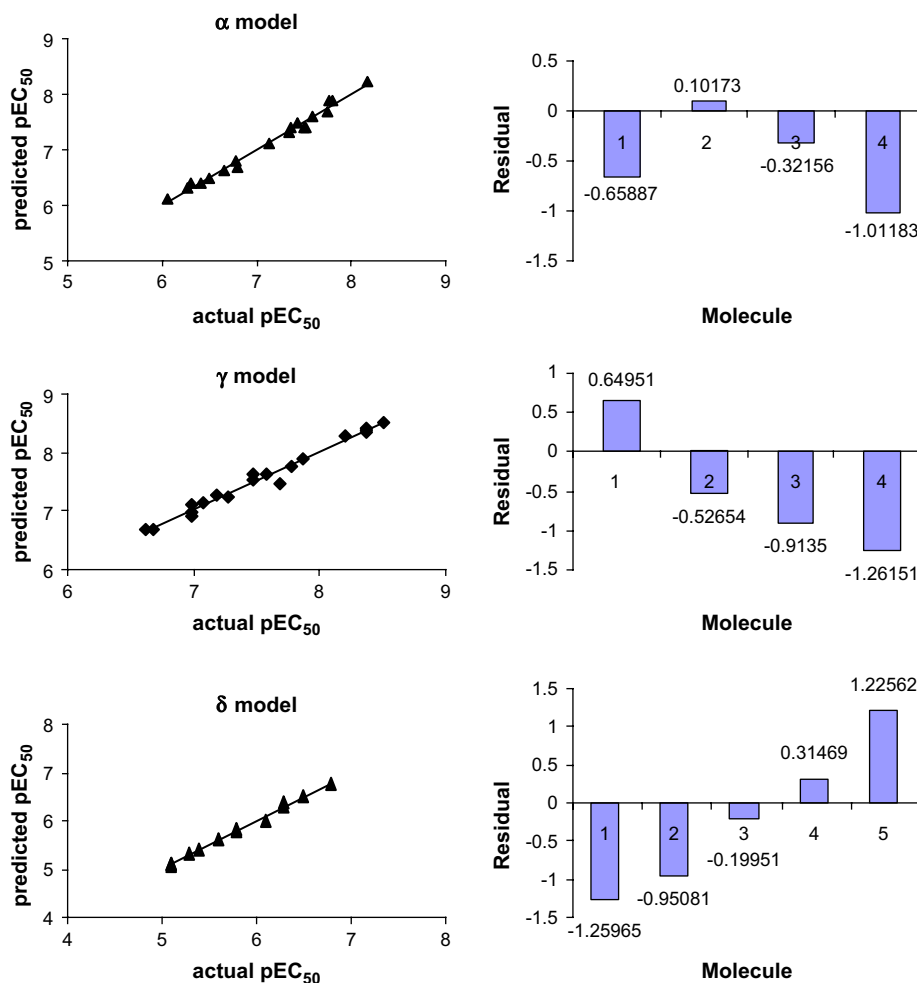 α model
9
8
7
6
5
5 6 7 8 9
predicted pEC50
actual pEC50
0.5
0
-0.5
-1
-1.5
Residual
0.10173
1 2 3 4
-0.65887
-0.32156
-1.01183
Molecule
γ model
9
8
7
6
6 7 8 9
predicted pEC50
actual pEC50
1
0.5
0
-0.5
-1
-1.5
Residual
0.64951
1 2 3 4
-0.52654
-0.9135
-1.26151
Molecule
δ model
8
7
6
5
4
4 5 6 7 8
predicted pEC50
actual pEC50
1.5
1
0.5
0
-0.5
-1
-1.5
Residual
1.22562
0.31469
1 2 3 4 5
-0.19951
-0.95081
-1.25965
Molecule